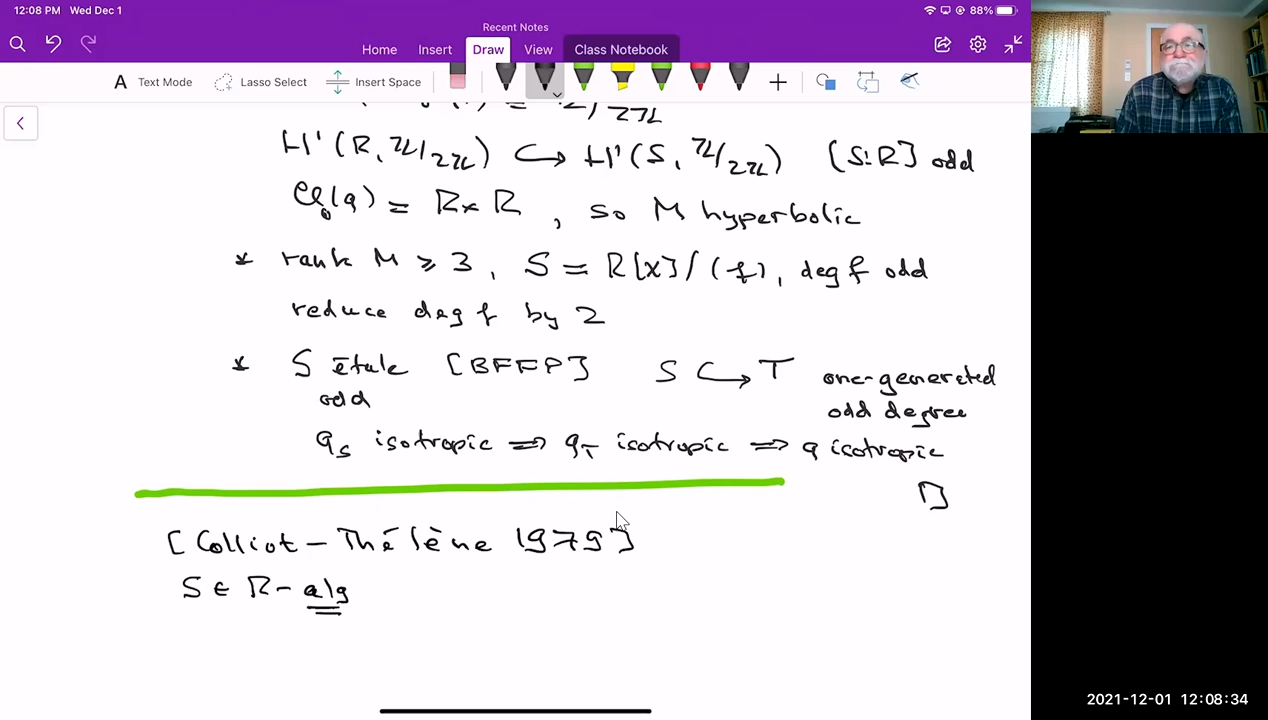 12:08 PM Wed Dec 1
88%
Recent Notes
Home Insert Draw View Class Notebook
Text Mode Lasso Select Insert Space
H¹(R, ℤ/2ℤ) ↪ H¹(S, ℤ/2ℤ) [S:R] odd
𝒞ℓ₀(q) = R×R, so M hyperbolic
* rank M ≥ 3, S = R[x]/(f), deg f odd
reduce deg f by 2
* S étale [BFFP] S ↪ T one-generated
odd odd degree
q_S isotropic ⟹ q_T isotropic ⟹ q isotropic
[Colliot-Thélène 1979]
S ∈ R-alg
2021-12-01 12:08:34